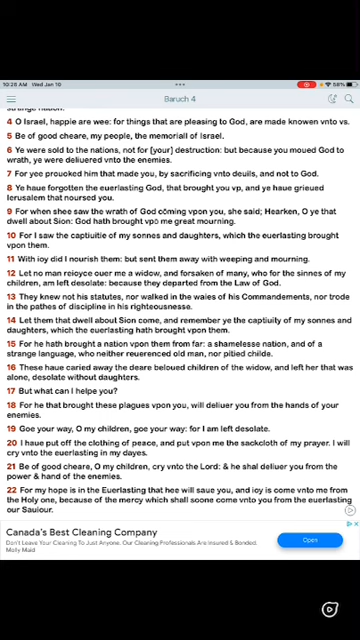 10:26 AM Wed Jan 10
58%
Baruch 4
strange nation.
4 O Israel, happie are wee: for things that are pleasing to God, are made knowen vnto vs.
5 Be of good cheare, my people, the memoriall of Israel.
6 Ye were sold to the nations, not for [your] destruction: but because you moued God to
wrath, ye were deliuered vnto the enemies.
7 For yee prouoked him that made you, by sacrificing vnto deuils, and not to God.
8 Ye haue forgotten the euerlasting God, that brought you vp, and ye haue grieued
Ierusalem that noursed you.
9 For when shee saw the wrath of God cōming vpon you, she said; Hearken, O ye that
dwell about Sion: God hath brought vpō me great mourning.
10 For I saw the captiuitie of my sonnes and daughters, which the euerlasting brought
vpon them.
11 With ioy did I nourish them: but sent them away with weeping and mourning.
12 Let no man reioyce ouer me a widow, and forsaken of many, who for the sinnes of my
children, am left desolate: because they departed from the Law of God.
13 They knew not his statutes, nor walked in the waies of his Commandements, nor trode
in the pathes of discipline in his righteousnesse.
14 Let them that dwell about Sion come, and remember ye the captiuity of my sonnes and
daughters, which the euerlasting hath brought vpon them.
15 For he hath brought a nation vpon them from far: a shamelesse nation, and of
a strange language, who neither reuerenced old man, nor pitied childe.
16 These haue caried away the deare beloued children of the widow, and left her that was
alone, desolate without daughters.
17 But what can I helpe you?
18 For he that brought these plagues vpon you, will deliuer you from the hands of your
enemies.
19 Goe your way, O my children, goe your way: for I am left desolate.
20 I haue put off the clothing of peace, and put vpon me the sackcloth of my prayer. I will
cry vnto the euerlasting in my dayes.
21 Be of good cheare, O my children, cry vnto the Lord: & he shal deliuer you from the
power & hand of the enemies.
22 For my hope is in the Euerlasting that hee will saue you, and ioy is come vnto me from
the Holy one, because of the mercy which shall soone come vnto you from the euerlasting
our Sauiour.
Canada's Best Cleaning Company
Don't Leave Your Cleaning To Just Anyone. Our Cleaning Professionals Are Insured & Bonded.
Molly Maid
Open